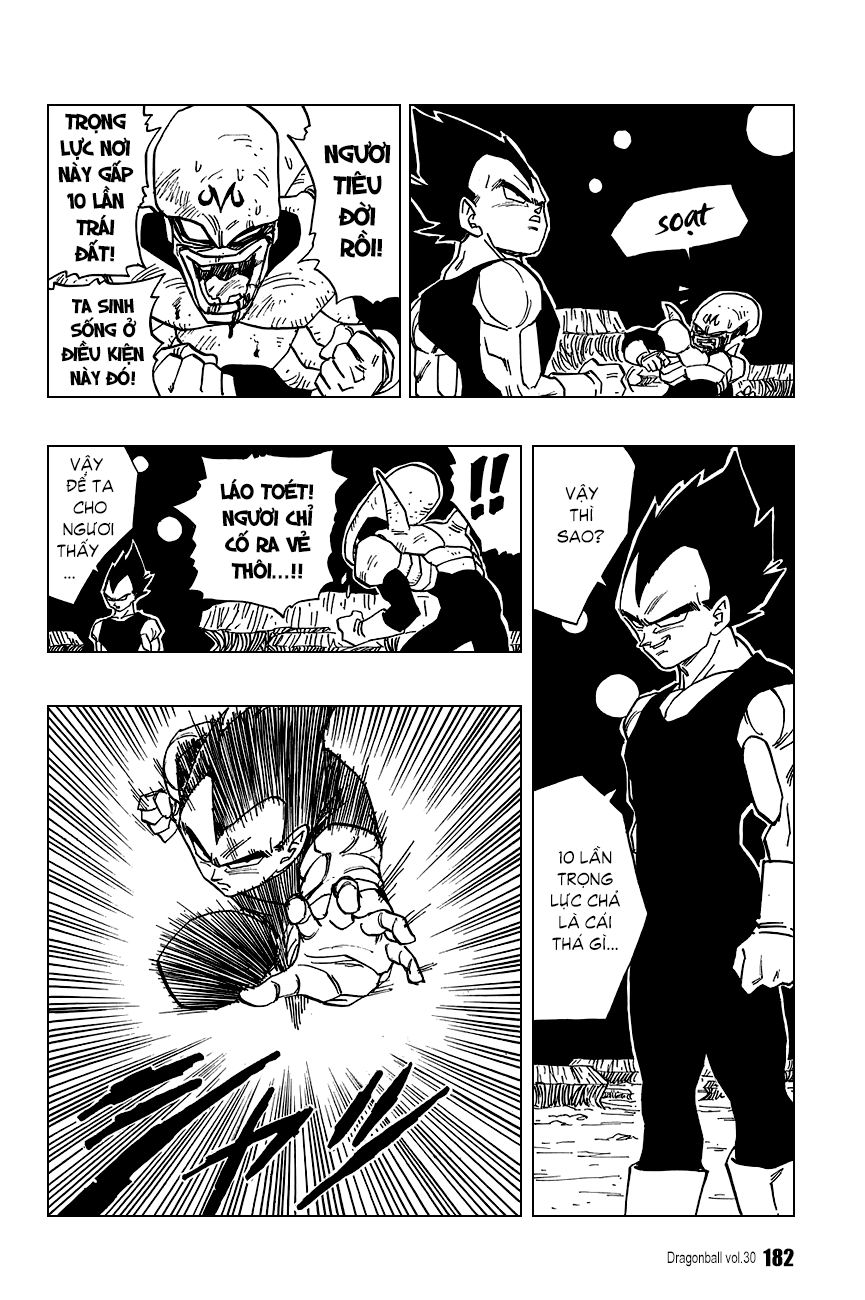 soạt
NGƯƠI
TIÊU
ĐỜI
RỒI!
TRỌNG
LỰC NƠI
NÀY GẤP
10 LẦN
TRÁI
ĐẤT!
TA SINH
SỐNG Ở
ĐIỀU KIỆN
NÀY ĐÓ!
VẬY
THÌ
SAO?
10 LẦN
TRỌNG
LỰC CHẢ
LÀ CÁI
THÁ GÌ...
!!
LÁO TOÉT!
NGƯƠI CHỈ
CỐ RA VẺ
THÔI...!!
VẬY
ĐỂ TA
CHO
NGƯƠI
THẤY
...
Dragonball vol.30 182